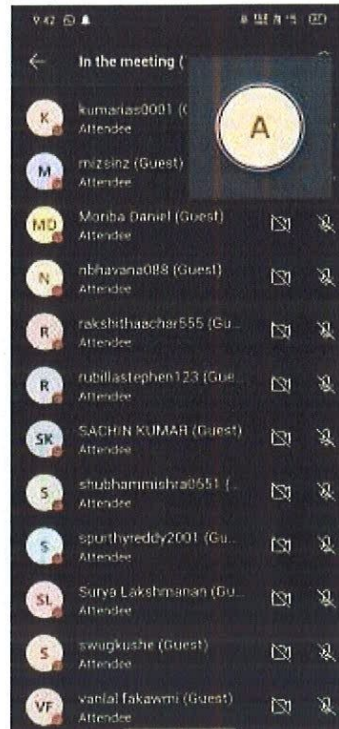 9:42
In the meeting (
A
K
kumarias0001 (
Attendee
M
mizsinz (Guest)
Attendee
MD
Moriba Daniel (Guest)
Attendee
N
nbhavana088 (Guest)
Attendee
R
rakshithaachar555 (Gu...
Attendee
R
rubillastephen123 (Gue...
Attendee
SK
SACHIN KUMAR (Guest)
Attendee
S
shubhammishra0551 (...
Attendee
S
spurthyreddy2001 (Gu...
Attendee
SL
Surya Lakshmanan (Gu...
Attendee
S
swugkushe (Guest)
Attendee
VF
vanlal fakawmi (Guest)
Attendee